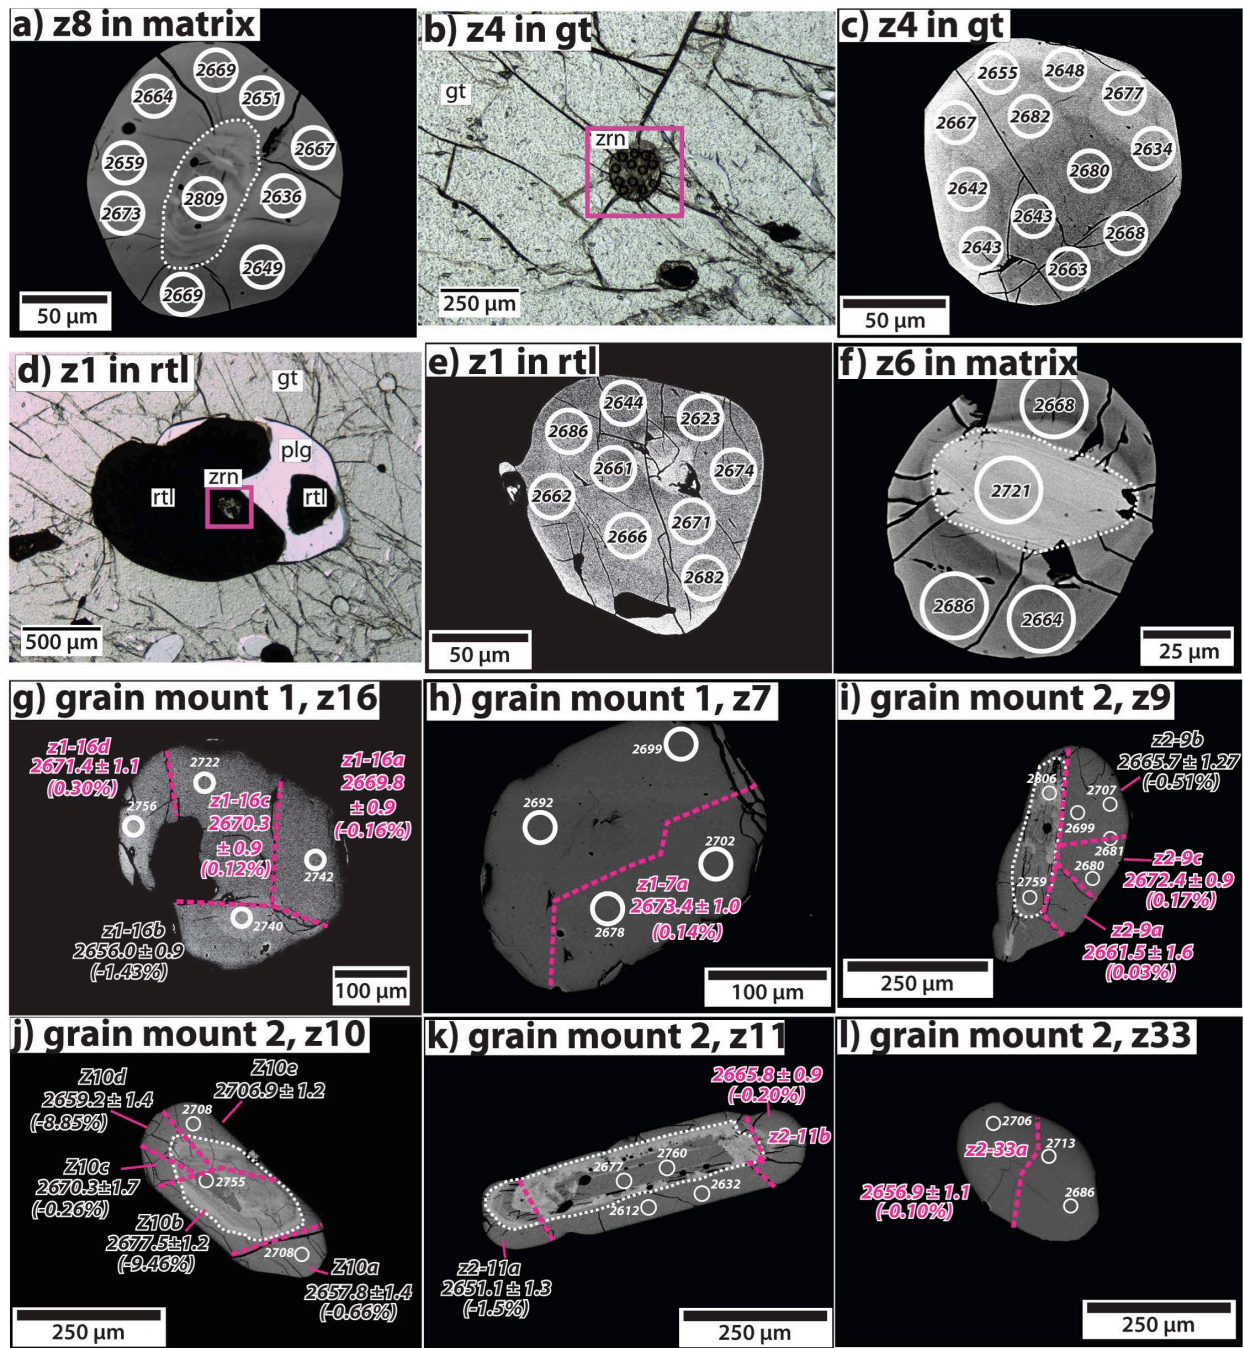 a) z8 in matrix
2669
2664
2651
2667
2659
2809
2636
2673
2649
2669
50 µm
b) z4 in gt
gt
zrn
250 µm
c) z4 in gt
2655
2648
2677
2682
2667
2634
2680
2642
2643
2668
2643
2663
50 µm
d) z1 in rtl
gt
plg
zrn
rtl
rtl
500 µm
e) z1 in rtl
2644
2623
2686
2661
2674
2662
2671
2666
2682
50 µm
f) z6 in matrix
2668
2721
2686
2664
25 µm
g) grain mount 1, z16
z1-16d
2671.4 ± 1.1
(0.30%)
2722
z1-16a
2669.8
± 0.9
(-0.16%)
2756
z1-16c
2670.3
± 0.9
(0.12%)
2742
2740
z1-16b
2656.0 ± 0.9
(-1.43%)
100 µm
h) grain mount 1, z7
2699
2692
2702
z1-7a
2673.4 ± 1.0
(0.14%)
2678
100 µm
i) grain mount 2, z9
z2-9b
2665.7 ± 1.27
(-0.51%)
2806
2707
2699
2681
2680
z2-9c
2672.4 ± 0.9
(0.17%)
2759
z2-9a
2661.5 ± 1.6
(0.03%)
250 µm
j) grain mount 2, z10
Z10d
2659.2 ± 1.4
(-8.85%)
Z10e
2706.9 ± 1.2
2708
Z10c
2670.3±1.7
(-0.26%)
2755
Z10b
2677.5±1.2
(-9.46%)
2708
Z10a
2657.8 ± 1.4
(-0.66%)
250 µm
k) grain mount 2, z11
2665.8 ± 0.9
(-0.20%)
z2-11b
2760
2677
2632
2612
z2-11a
2651.1 ± 1.3
(-1.5%)
250 µm
l) grain mount 2, z33
2706
2713
z2-33a
2686
2656.9 ± 1.1
(-0.10%)
250 µm